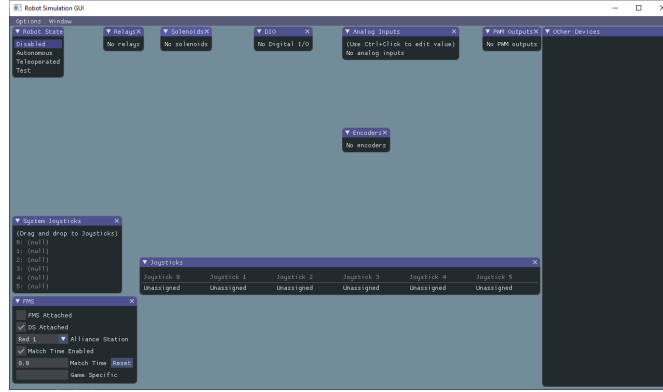 Robot Simulation GUI
Options Window
Robot State
Disabled
Autonomous
Teleoperated
Test
Relays
No relays
Solenoids
No solenoids
DIO
No Digital I/O
Analog Inputs
(Use Ctrl+Click to edit value)
No analog inputs
PWM Outputs
No PWM outputs
Other Devices
Encoders
No encoders
System Joysticks
(Drag and drop to Joysticks)
0: (null)
1: (null)
2: (null)
3: (null)
4: (null)
5: (null)
Joysticks
Joystick 0 Joystick 1 Joystick 2 Joystick 3 Joystick 4 Joystick 5
Unassigned Unassigned Unassigned Unassigned Unassigned Unassigned
FMS
FMS Attached
DS Attached
Red 1 Alliance Station
Match Time Enabled
0.0 Match Time Reset
Game Specific